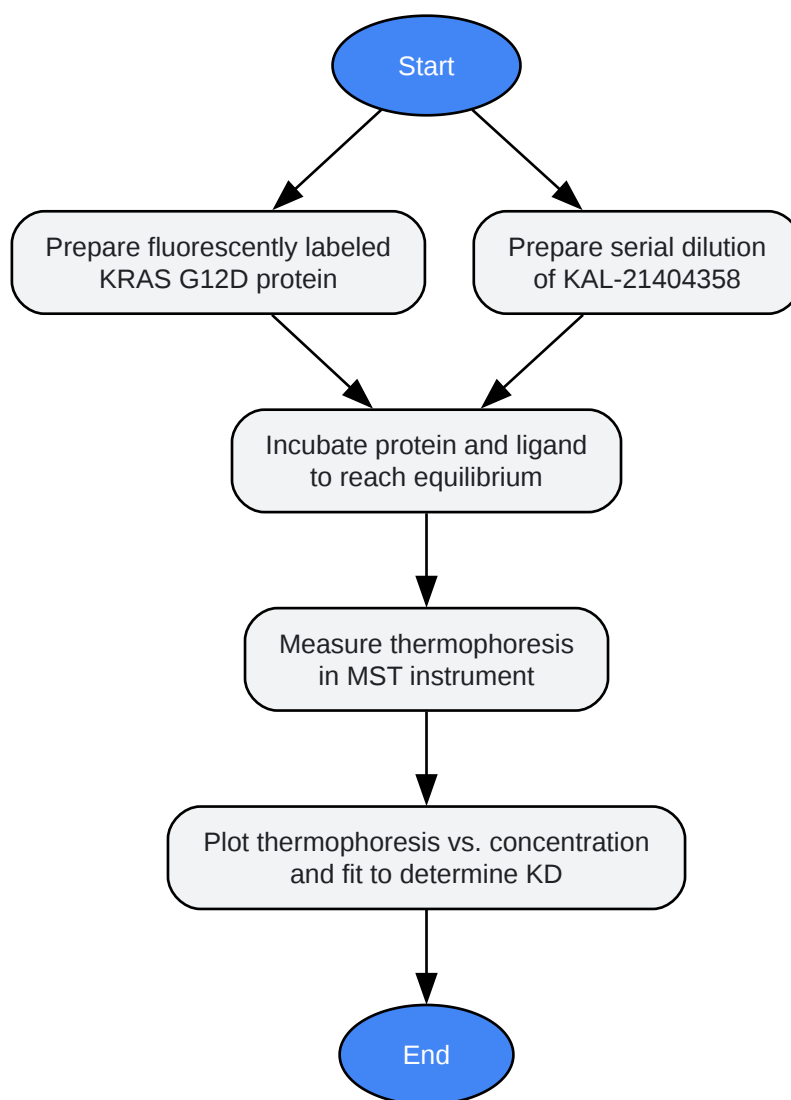 Start
Prepare fluorescently labeled
KRAS G12D protein
Prepare serial dilution
of KAL-21404358
Incubate protein and ligand
to reach equilibrium
Measure thermophoresis
in MST instrument
Plot thermophoresis vs. concentration
and fit to determine KD
End